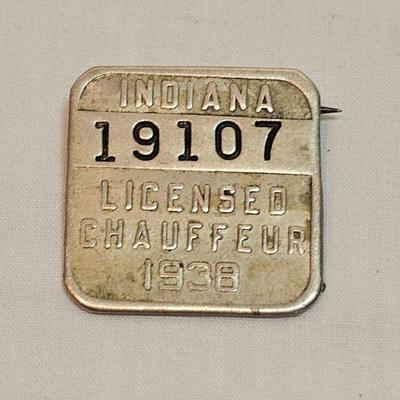 INDIANA
19107
LICENSED
CHAUFFEUR
1938